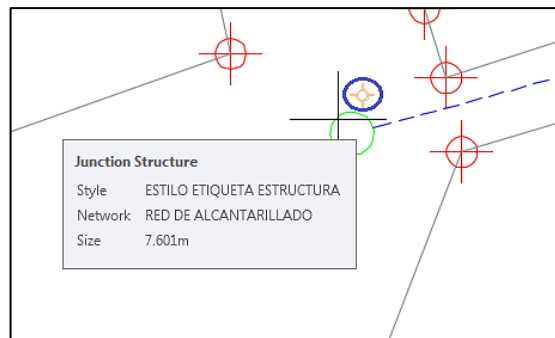 Junction Structure
Style ESTILO ETIQUETA ESTRUCTURA
Network RED DE ALCANTARILLADO
Size 7.601m